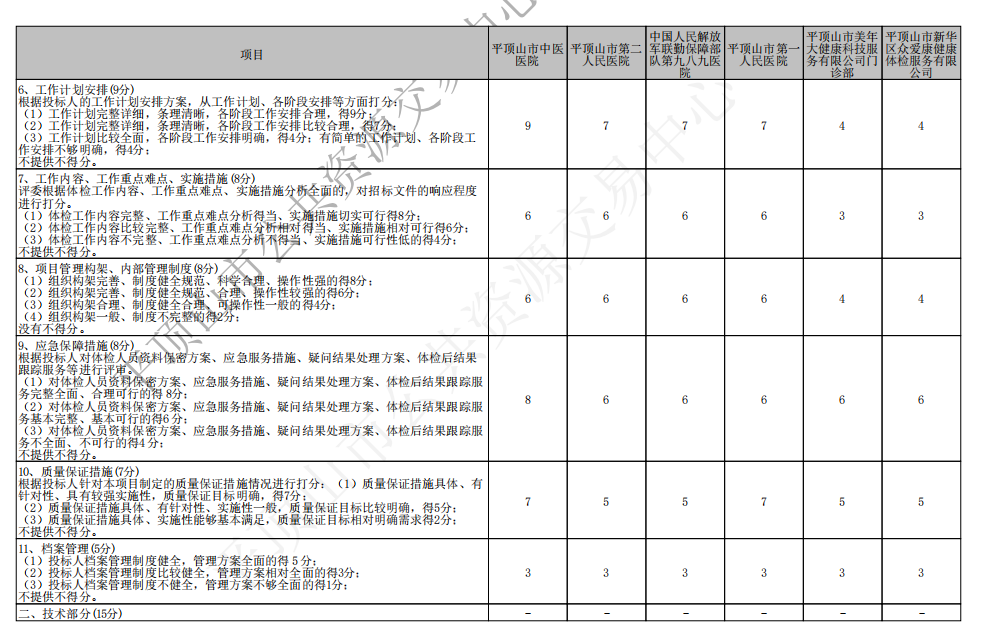 项目
平顶山市中医
医院
平顶山市第二
人民医院
中国人民解放
军联勤保障部
队第九八九医
院
平顶山市第一
人民医院
平顶山市美年
大健康科技服
务有限公司门
诊部
平顶山市新华
区众爱康健康
体检服务有限
公司
6、工作计划安排(9分)
根据投标人的工作计划安排方案，从工作计划、各阶段安排等方面打分；
（1）工作计划完整详细，条理清晰，各阶段工作安排合理，得9分；
（2）工作计划完整详细，条理清晰，各阶段工作安排比较合理，得7分；
（3）工作计划比较全面，各阶段工作安排明确，得4分；有简单的工作计划、各阶段工
作安排不够明确，得4分；
不提供不得分。
9 7 7 7 4 4
7、工作内容、工作重点难点、实施措施(8分)
评委根据体检工作内容、工作重点难点、实施措施分析全面的，对招标文件的响应程度
进行打分。
（1）体检工作内容完整、工作重点难点分析得当、实施措施切实可行得8分；
（2）体检工作内容比较完整、工作重点难点分析相对得当、实施措施相对可行得6分；
（3）体检工作内容不完整、工作重点难点分析不得当、实施措施可行性低的得4分；
不提供不得分。
6 6 6 6 3 3
8、项目管理构架、内部管理制度(8分)
（1）组织构架完善、制度健全规范、科学合理、操作性强的得8分；
（2）组织构架完善、制度健全规范、合理、操作性较强的得6分；
（3）组织构架合理、制度健全合理、可操作性一般的得4分；
（4）组织构架一般、制度不完整的得2分；
没有不得分。
6 6 6 6 4 4
9、应急保障措施(8分)
根据投标人对体检人员资料保密方案、应急服务措施、疑问结果处理方案、体检后结果
跟踪服务等进行评审。
（1）对体检人员资料保密方案、应急服务措施、疑问结果处理方案、体检后结果跟踪服
务完整全面、合理可行的得 8分；
（2）对体检人员资料保密方案、应急服务措施、疑问结果处理方案、体检后结果跟踪服
务基本完整、基本可行的得6 分；
（3）对体检人员资料保密方案、应急服务措施、疑问结果处理方案、体检后结果跟踪服
务不全面、不可行的得4 分；
不提供不得分。
8 6 6 6 6 6
10、质量保证措施(7分)
根据投标人针对本项目制定的质量保证措施情况进行打分：（1）质量保证措施具体、有
针对性、具有较强实施性，质量保证目标明确，得7分；
（2）质量保证措施具体、有针对性、实施性一般，质量保证目标比较明确，得5分；
（3）质量保证措施具体、实施性能够基本满足，质量保证目标相对明确需求得2分；
不提供不得分。
7 5 5 7 5 5
11、档案管理(5分)
（1）投标人档案管理制度健全，管理方案全面的得 5 分；
（2）投标人档案管理制度比较健全，管理方案相对全面的得3分；
（3）投标人档案管理制度不健全，管理方案不够全面的得1分；
不提供不得分。
3 3 3 3 3 3
二、技术部分(15分)
- - - - - -
平顶山市公共资源交易中心
平顶山市公共资源交易中心